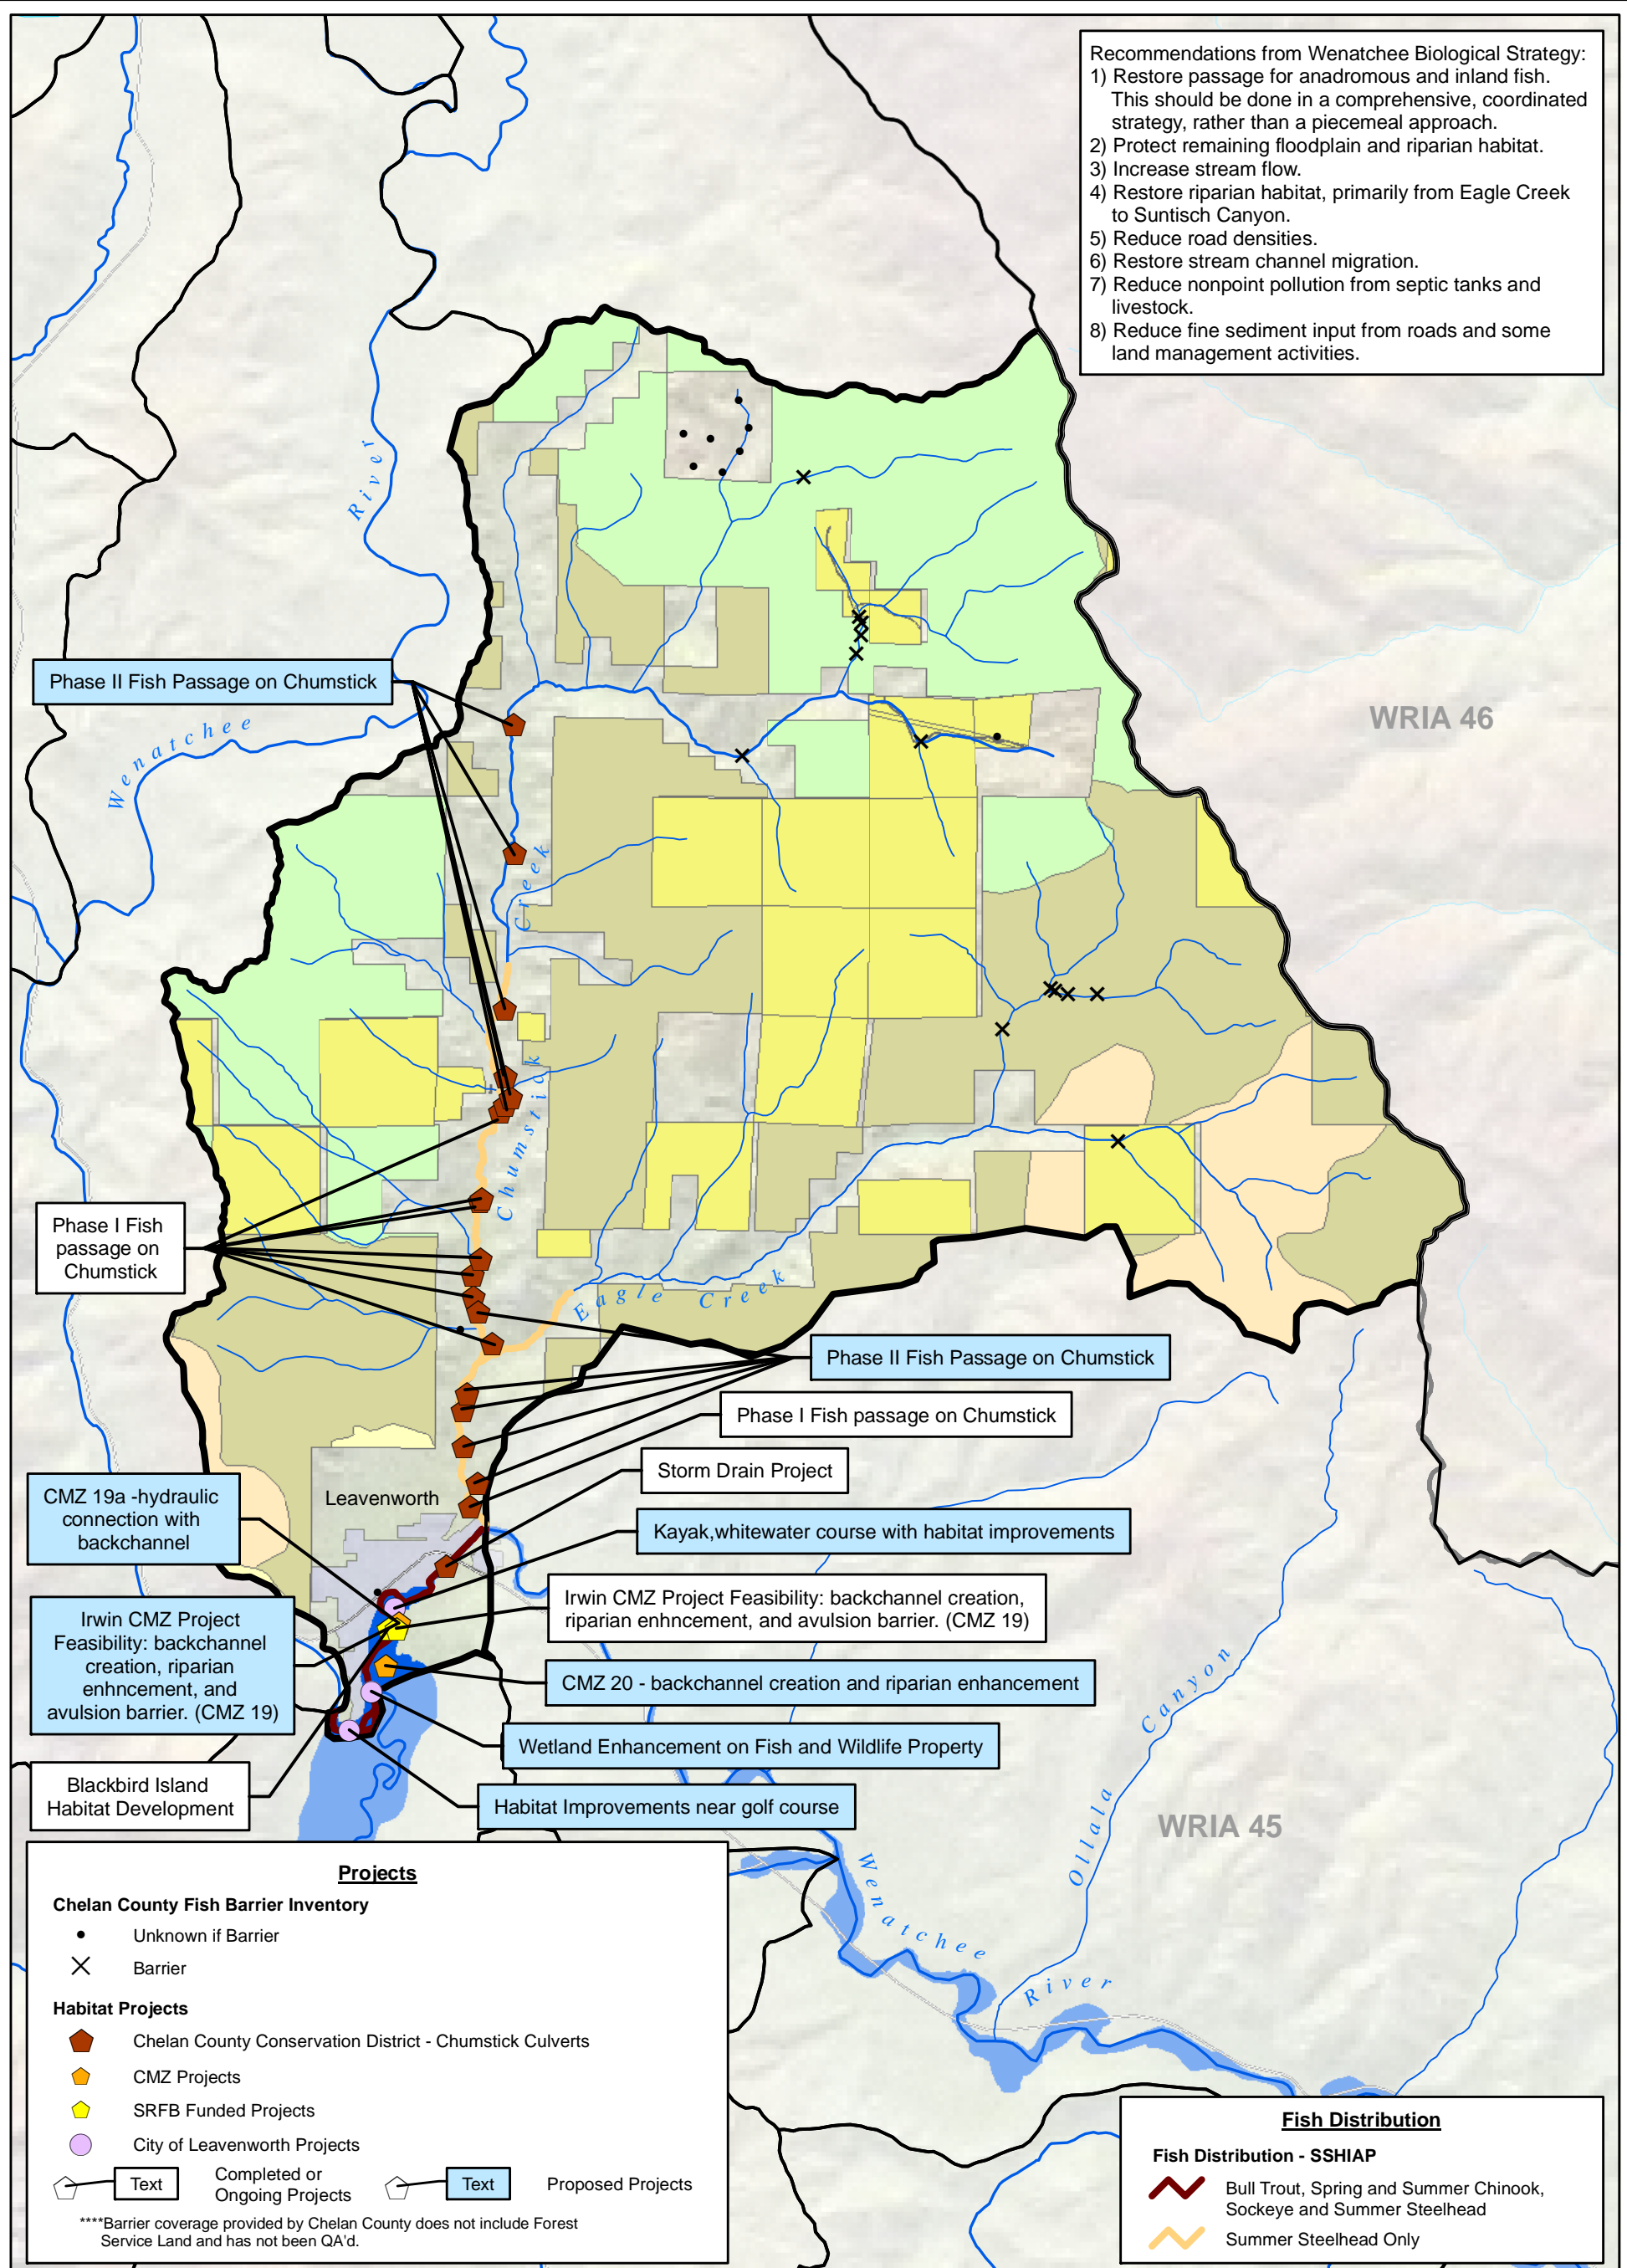 Recommendations from Wenatchee Biological Strategy:
1) Restore passage for anadromous and inland fish.
This should be done in a comprehensive, coordinated
strategy, rather than a piecemeal approach.
2) Protect remaining floodplain and riparian habitat.
3) Increase stream flow.
4) Restore riparian habitat, primarily from Eagle Creek
to Suntisch Canyon.
5) Reduce road densities.
6) Restore stream channel migration.
7) Reduce nonpoint pollution from septic tanks and
livestock.
8) Reduce fine sediment input from roads and some
land management activities.
River
Phase II Fish Passage on Chumstick
Wenatchee
WRIA 46
Creek
Chumstick
Phase I Fish
passage on
Chumstick
Eagle Creek
Phase II Fish Passage on Chumstick
Phase I Fish passage on Chumstick
Storm Drain Project
Leavenworth
CMZ 19a -hydraulic
connection with
backchannel
Kayak,whitewater course with habitat improvements
Irwin CMZ Project Feasibility: backchannel creation,
riparian enhncement, and avulsion barrier. (CMZ 19)
Irwin CMZ Project
Feasibility: backchannel
creation, riparian
enhncement, and
avulsion barrier. (CMZ 19)
CMZ 20 - backchannel creation and riparian enhancement
Wetland Enhancement on Fish and Wildlife Property
Blackbird Island
Habitat Development
Habitat Improvements near golf course
Ollala Canyon
WRIA 45
Wenatchee
River
Projects
Chelan County Fish Barrier Inventory
Unknown if Barrier
Barrier
Habitat Projects
Chelan County Conservation District - Chumstick Culverts
CMZ Projects
SRFB Funded Projects
City of Leavenworth Projects
Text
Completed or
Ongoing Projects
Text
Proposed Projects
****Barrier coverage provided by Chelan County does not include Forest
Service Land and has not been QA'd.
Fish Distribution
Fish Distribution - SSHIAP
Bull Trout, Spring and Summer Chinook,
Sockeye and Summer Steelhead
Summer Steelhead Only